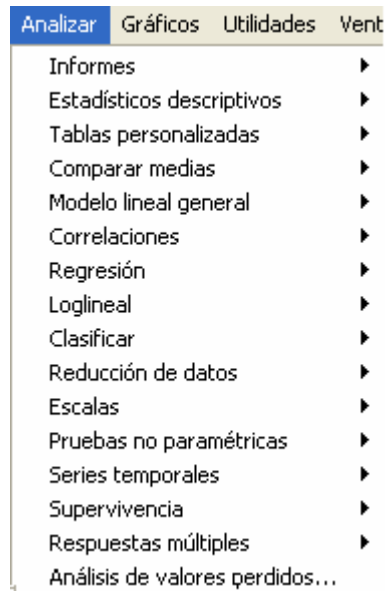 Analizar Gráficos Utilidades Vent
Informes
Estadísticos descriptivos
Tablas personalizadas
Comparar medias
Modelo lineal general
Correlaciones
Regresión
Loglineal
Clasificar
Reducción de datos
Escalas
Pruebas no paramétricas
Series temporales
Supervivencia
Respuestas múltiples
Análisis de valores perdidos...